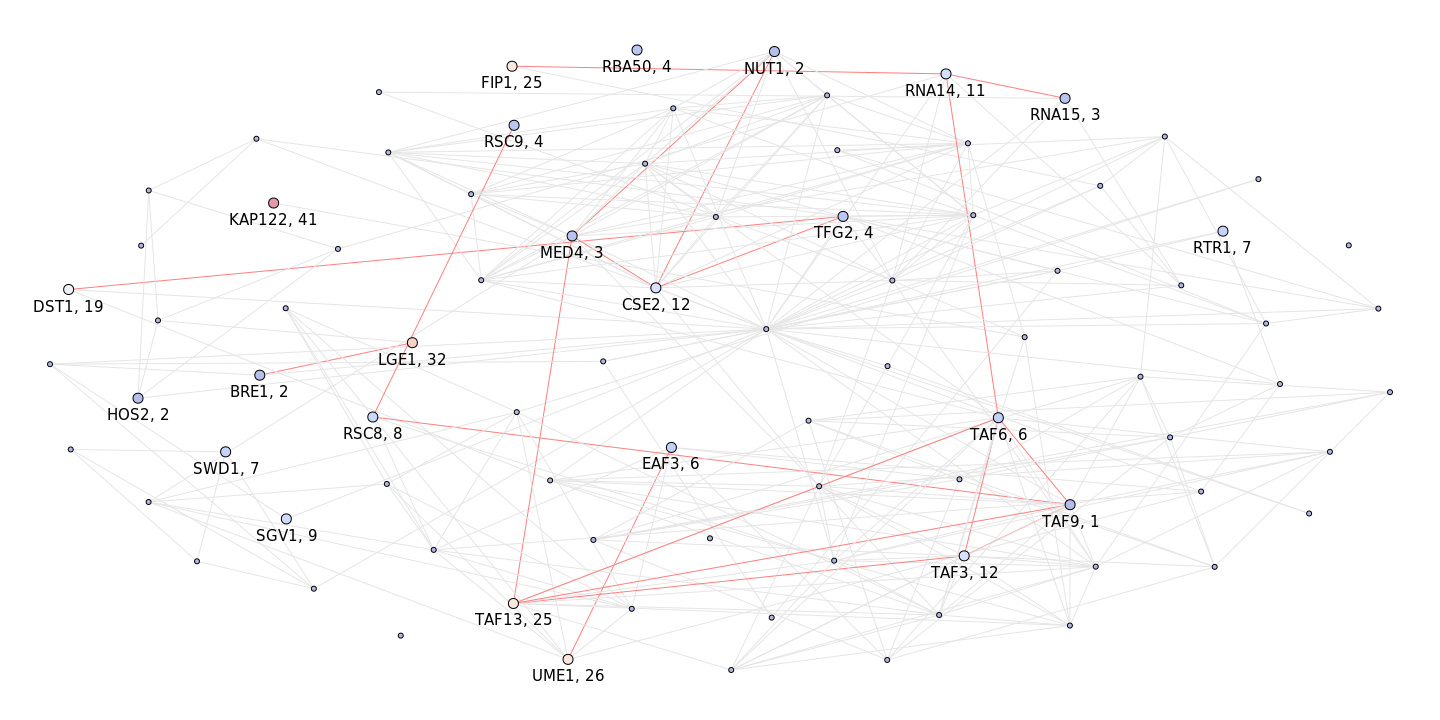 RBA50, 4
NUT1, 2
FIP1, 25
RNA14, 11
RNA15, 3
RSC9, 4
KAP122, 41
TFG2, 4
RTR1, 7
MED4, 3
DST1, 19
CSE2, 12
LGE1, 32
BRE1, 2
HOS2, 2
RSC8, 8
TAF6, 6
SWD1, 7
EAF3, 6
TAF9, 1
SGV1, 9
TAF3, 12
TAF13, 25
UME1, 26